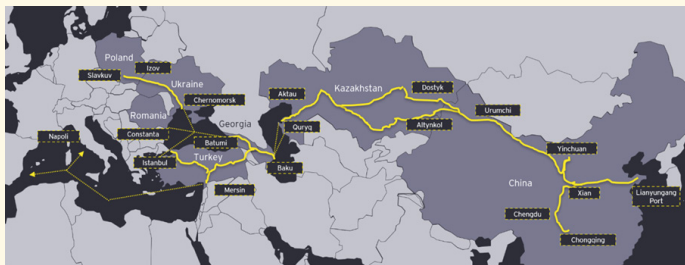 Poland
Slavkuv
Izov
Ukraine
Chernomorsk
Romania
Constanta
Georgia
Batumi
Napoli
Istanbul
Turkey
Mersin
Baku
Aktau
Quryq
Kazakhstan
Dostyk
Altynkol
Urumchi
Yinchuan
China
Xian
Lianyungang
Port
Chengdu
Chongqing